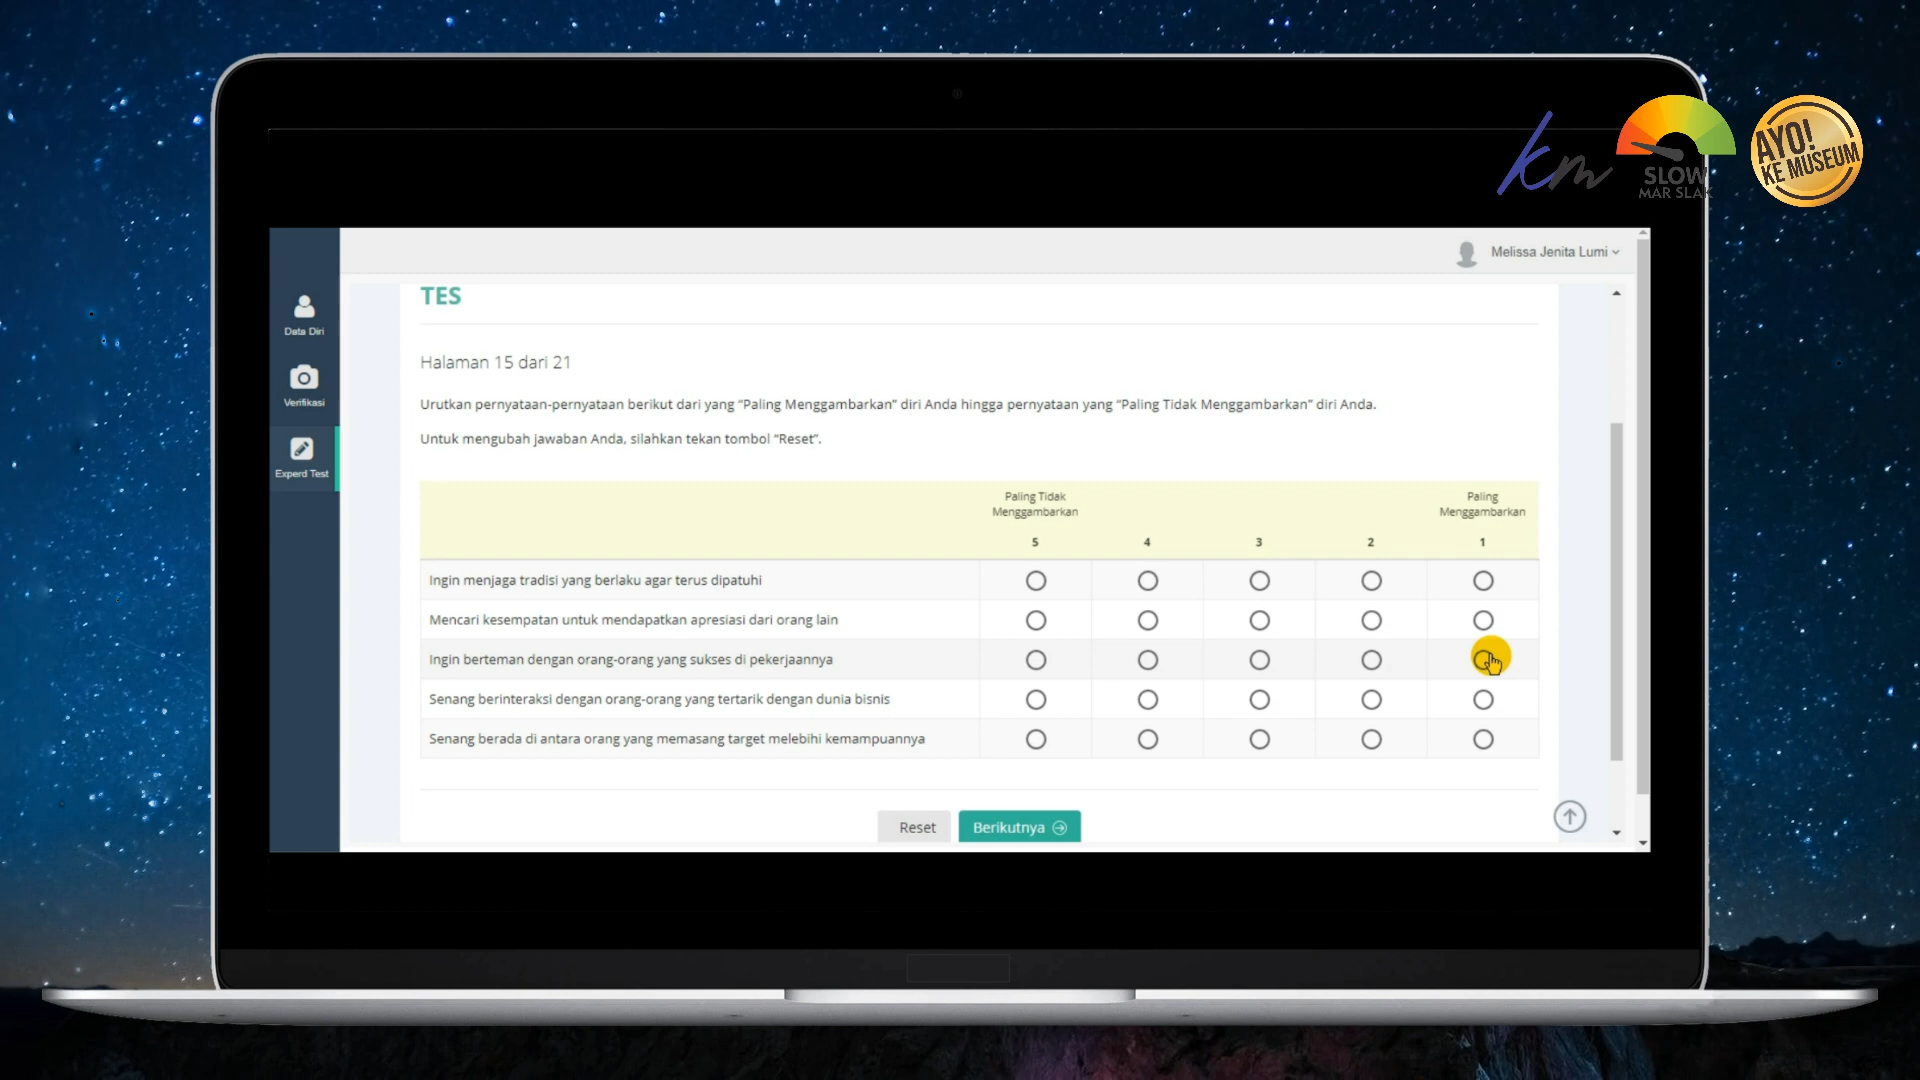 km
SLOW
MAR SLAK
AYO!
KE MUSEUM
Melissa Jenita Lumi
Data Diri
Verifikasi
Experd Test
TES
Halaman 15 dari 21
Urutkan pernyataan-pernyataan berikut dari yang “Paling Menggambarkan” diri Anda hingga pernyataan yang “Paling Tidak Menggambarkan” diri Anda.
Untuk mengubah jawaban Anda, silahkan tekan tombol “Reset”.
Paling Tidak Menggambarkan
Paling Menggambarkan
5 4 3 2 1
Ingin menjaga tradisi yang berlaku agar terus dipatuhi
Mencari kesempatan untuk mendapatkan apresiasi dari orang lain
Ingin berteman dengan orang-orang yang sukses di pekerjaannya
Senang berinteraksi dengan orang-orang yang tertarik dengan dunia bisnis
Senang berada di antara orang yang memasang target melebihi kemampuannya
Reset
Berikutnya